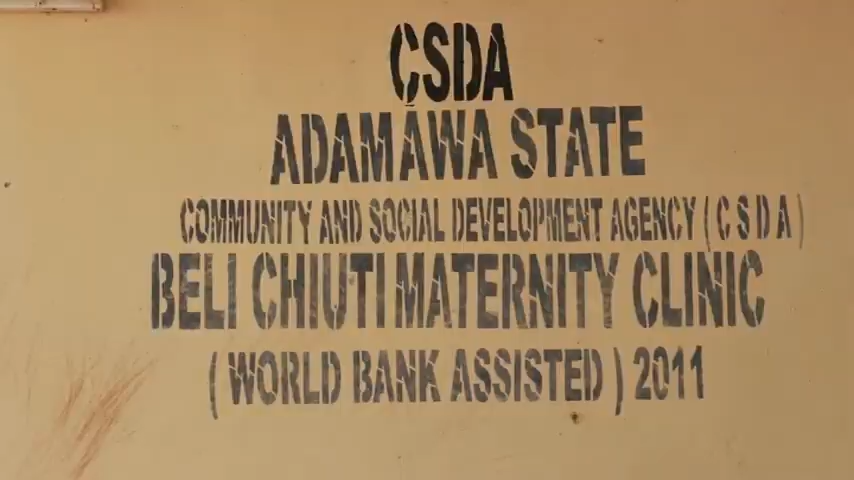 CSDA
ADAMAWA STATE
COMMUNITY AND SOCIAL DEVELOPMENT AGENCY ( C S D A )
BELI CHIUTI MATERNITY CLINIC
( WORLD BANK ASSISTED ) 2011